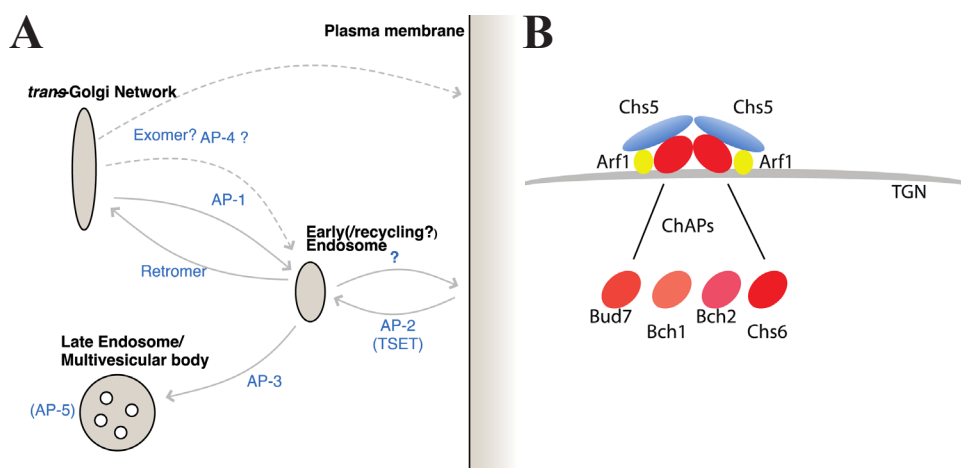 A
Plasma membrane
trans-Golgi Network
Exomer? AP-4 ?
AP-1
Early(/recycling?)
Endosome
?
Retromer
AP-2
(TSET)
Late Endosome/
Multivesicular body
AP-3
(AP-5)
B
Chs5 Chs5
Arf1 Arf1
TGN
ChAPs
Bud7 Bch1 Bch2 Chs6